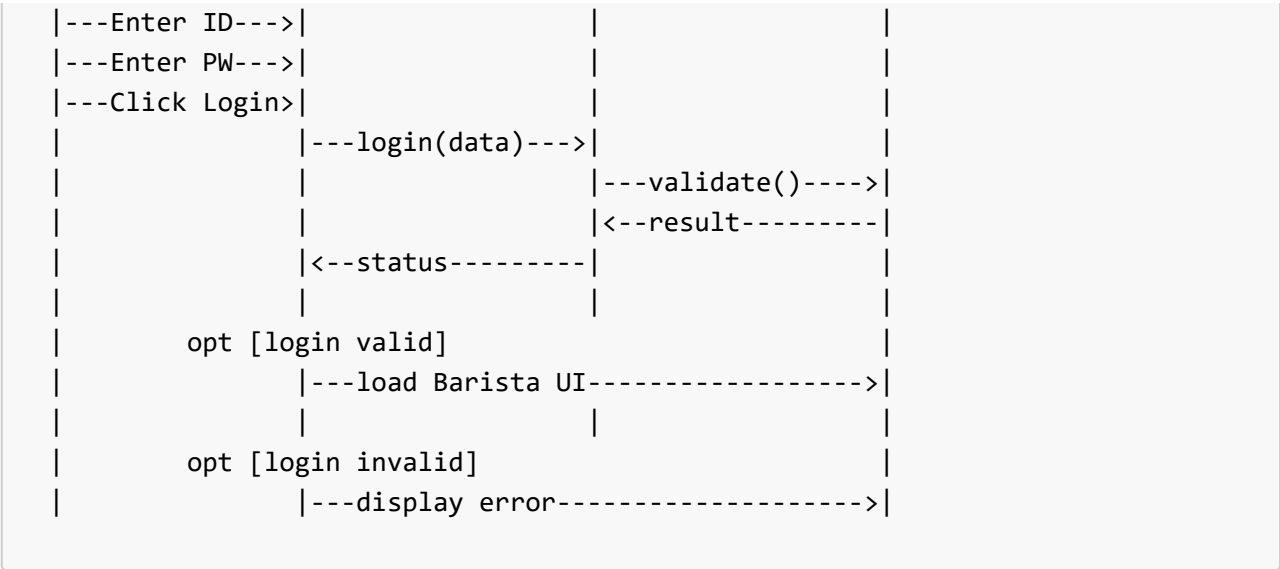 |---Enter ID--->|                  |                  |
|---Enter PW--->|                  |                  |
|---Click Login>|                  |                  |
|               |---login(data)--->|                  |
|               |                  |---validate()---->|
|               |                  |<--result---------|
|               |<--status---------|                  |
|               |                  |                  |
|        opt [login valid]                            |
|               |---load Barista UI------------------>|
|               |                  |                  |
|        opt [login invalid]                          |
|               |---display error-------------------->|